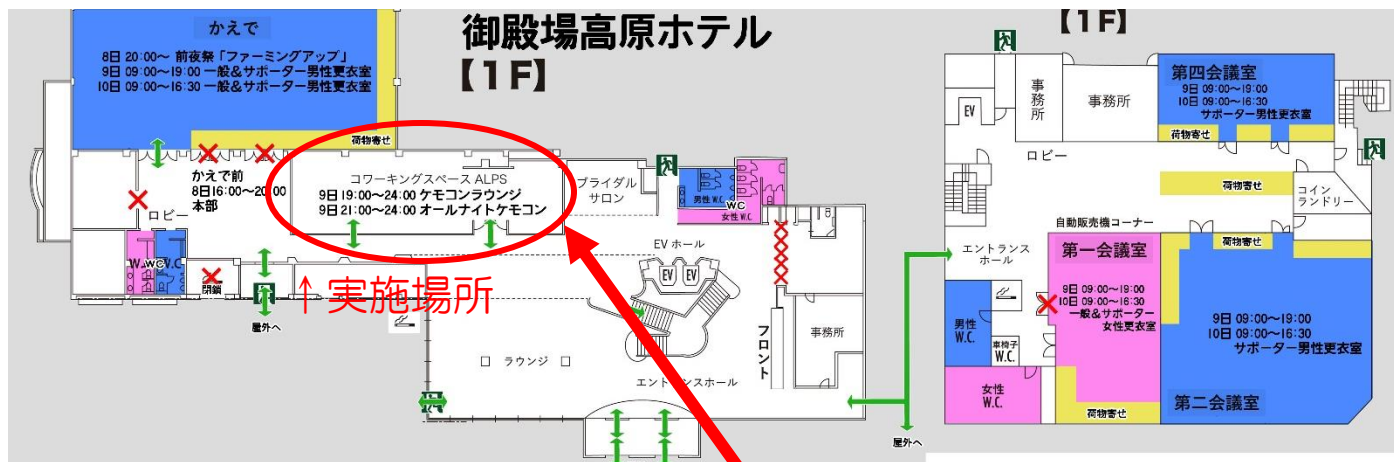 御殿場高原ホテル
【1F】
かえで
8日 20:00～ 前夜祭「ファーミングアップ」
9日 09:00～19:00 一般&サポーター男性更衣室
10日 09:00～16:30 一般&サポーター男性更衣室
荷物寄せ
かえで前
8日16:00～20:00
本部
ロビー
コワーキングスペース ALPS
9日 19:00～24:00 ケモコンラウンジ
9日 21:00～24:00 オールナイトケモコン
ブライダル
サロン
男性 W.C.
WC
女性 W.C.
WC
W.C.
閉鎖
屋外へ
↑実施場所
EV ホール
EV
EV
ラウンジ
エントランスホール
フロント
事務所
屋外へ
【1F】
EV
事務所
事務所
第四会議室
9日 09:00～19:00
10日 09:00～16:30
サポーター男性更衣室
荷物寄せ
ロビー
荷物寄せ
コイン
ランドリー
自動販売機コーナー
エントランス
ホール
荷物寄せ
第一会議室
9日 09:00～19:00
10日 09:00～16:30
一般&サポーター
女性更衣室
男性
W.C.
車椅子
W.C.
女性
W.C.
荷物寄せ
9日 09:00～19:00
10日 09:00～16:30
サポーター男性更衣室
第二会議室